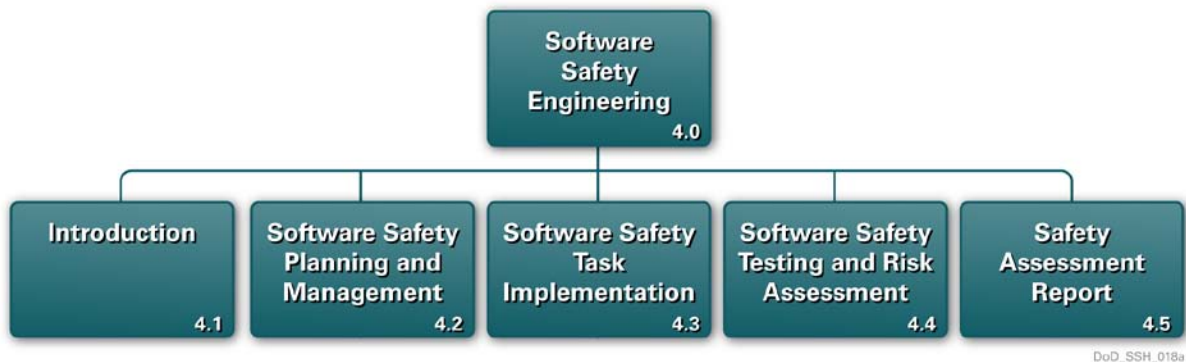 Software
Safety
Engineering
4.0
Introduction
4.1
Software Safety
Planning and
Management
4.2
Software Safety
Task
Implementation
4.3
Software Safety
Testing and Risk
Assessment
4.4
Safety
Assessment
Report
4.5
DoD_SSH_018a